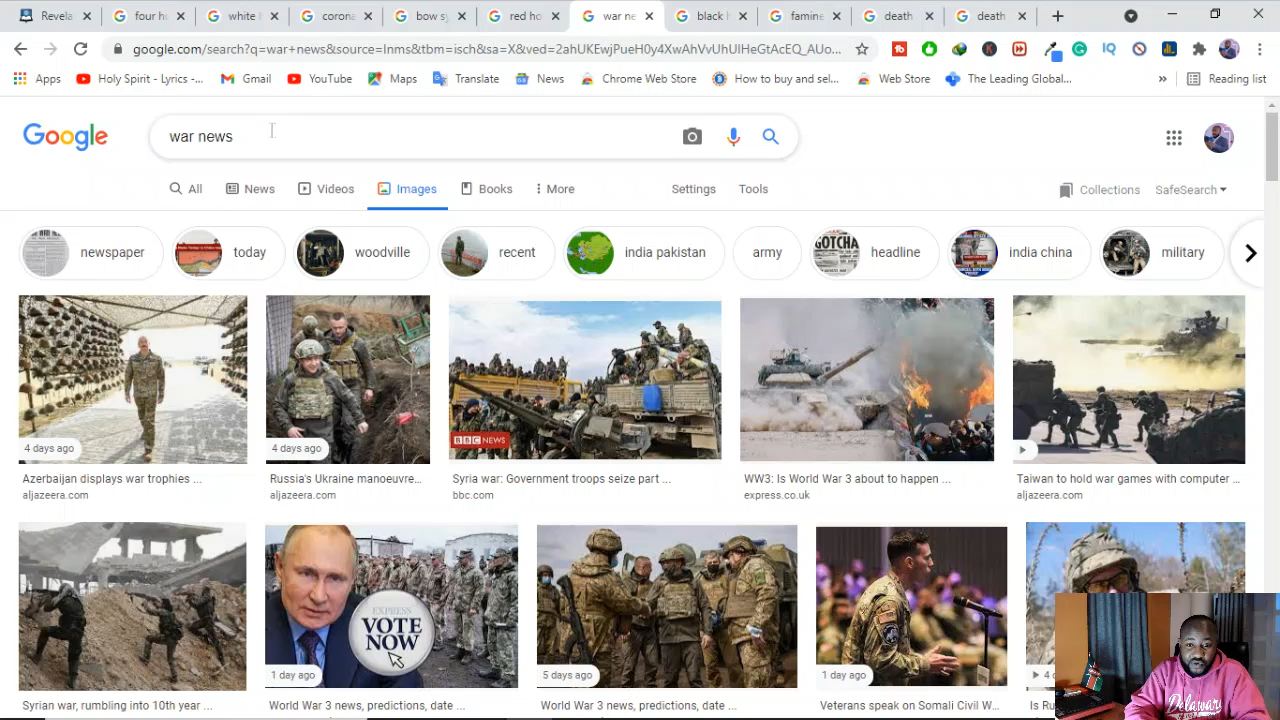 Revela
four ho
white h
corona
bow sy
red ho
war ne
black h
famine
death
death
google.com/search?q=war+news&source=lnms&tbm=isch&sa=X&ved=2ahUKEwjPueH0y4XwAhVvUhUIHeGtAcEQ_AUo...
Apps
Holy Spirit - Lyrics -...
Gmail
YouTube
Maps
Translate
News
Chrome Web Store
How to buy and sel...
Web Store
The Leading Global...
»
Reading list
Google
war news
All
News
Videos
Images
Books
More
Settings
Tools
Collections
SafeSearch
newspaper
today
woodville
recent
india pakistan
army
GOTCHA
headline
india china
military
4 days ago
4 days ago
BBC NEWS
Azerbaijan displays war trophies ...
aljazeera.com
Russia's Ukraine manoeuvre...
aljazeera.com
Syria war: Government troops seize part ...
bbc.com
WW3: Is World War 3 about to happen ...
express.co.uk
Taiwan to hold war games with computer ...
aljazeera.com
EXPRESS
VOTE
NOW
1 day ago
5 days ago
1 day ago
Syrian war, rumbling into 10th year ...
World War 3 news, predictions, date ...
World War 3 news, predictions, date ...
Veterans speak on Somali Civil W...
Is Ru
Delaware